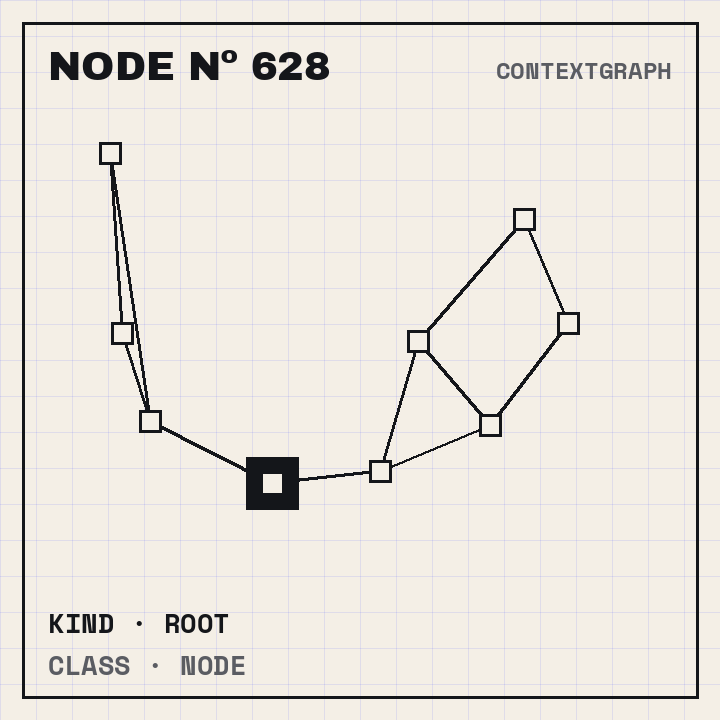 NODE Nº 628
CONTEXTGRAPH
KIND · ROOT
CLASS · NODE